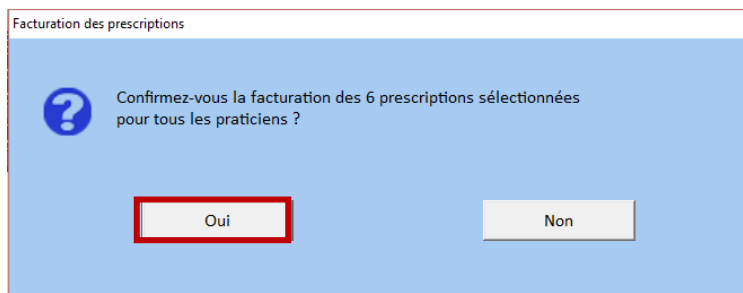 Facturation des prescriptions
Confirmez-vous la facturation des 6 prescriptions sélectionnées
pour tous les praticiens ?
Oui
Non